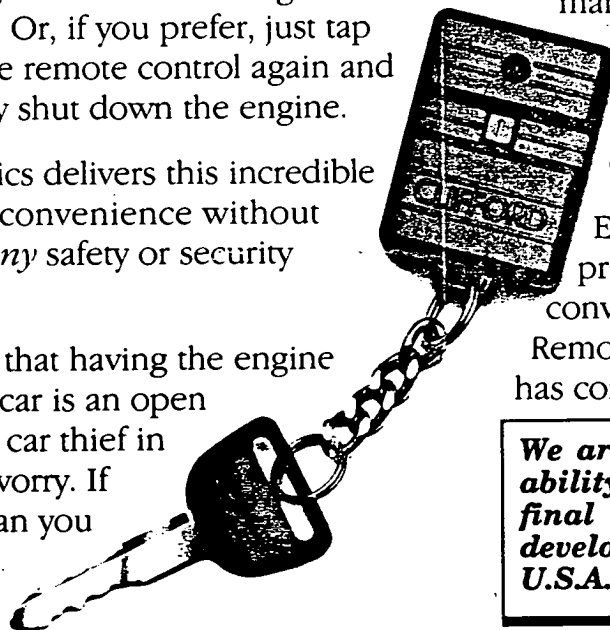 Or, if you prefer, just tap
e remote control again and
y shut down the engine.
ics delivers this incredible
convenience without
ny safety or security
that having the engine
car is an open
car thief in
worry. If
an you
CLIFFORD
E
pr
conv
Remo
has co
We ar
ability
final
develo
U.S.A.